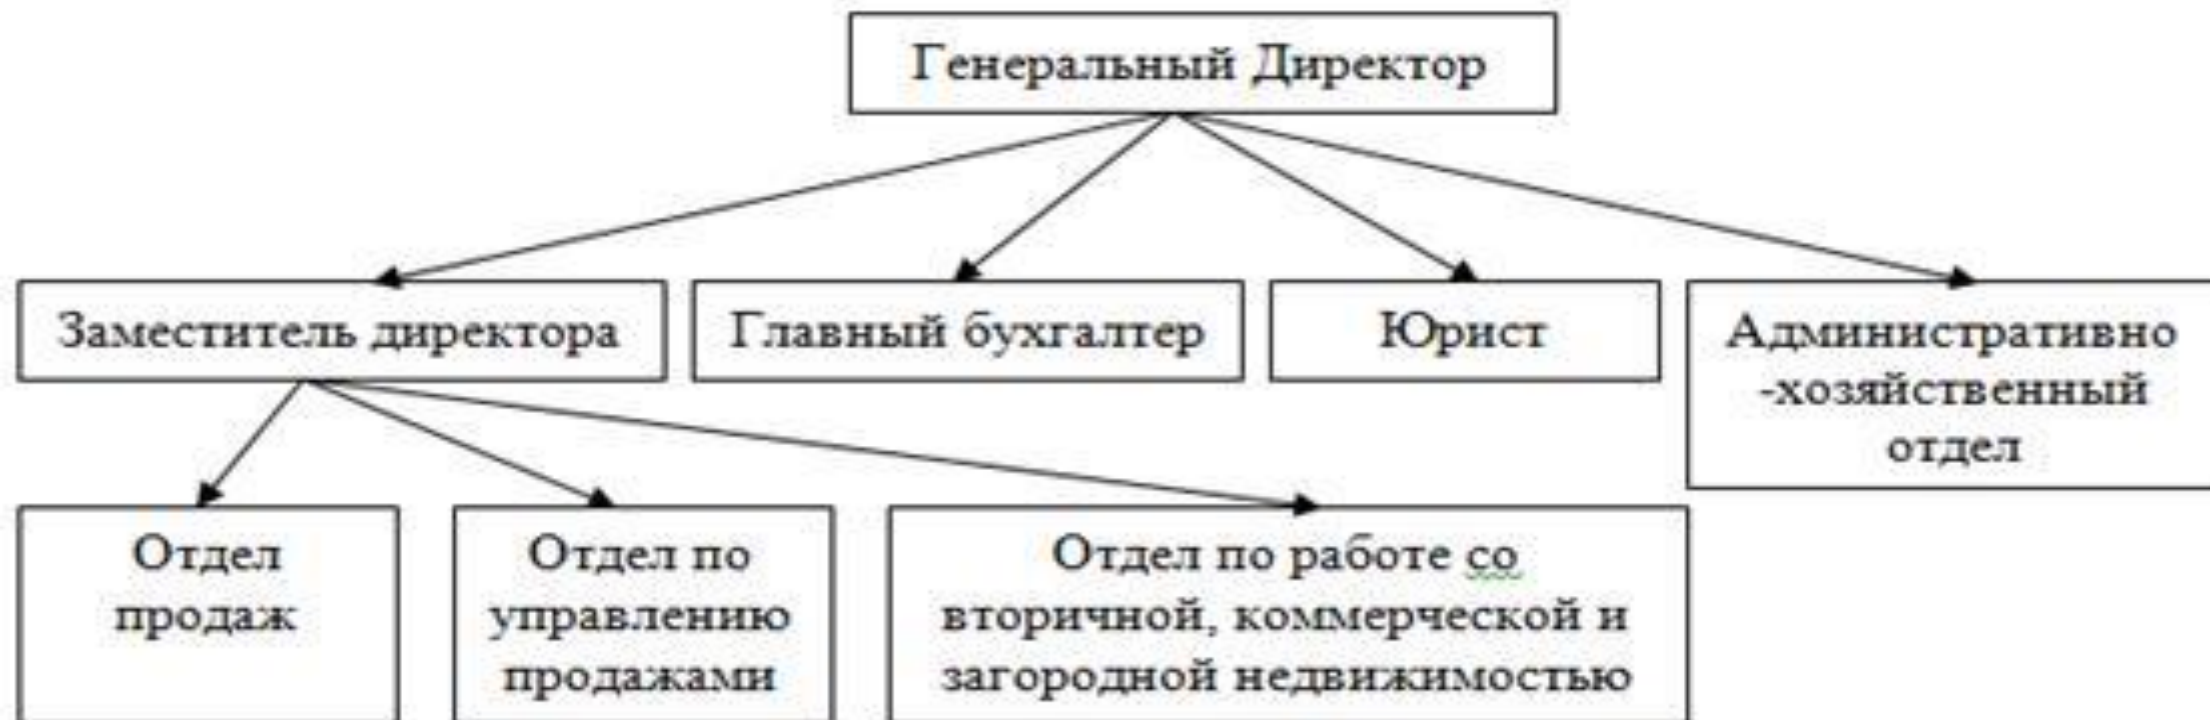 Генеральный Директор
Заместитель директора
Главный бухгалтер
Юрист
Административно
-хозяйственный
отдел
Отдел
продаж
Отдел по
управлению
продажами
Отдел по работе со
вторичной, коммерческой и
загородной недвижимостью